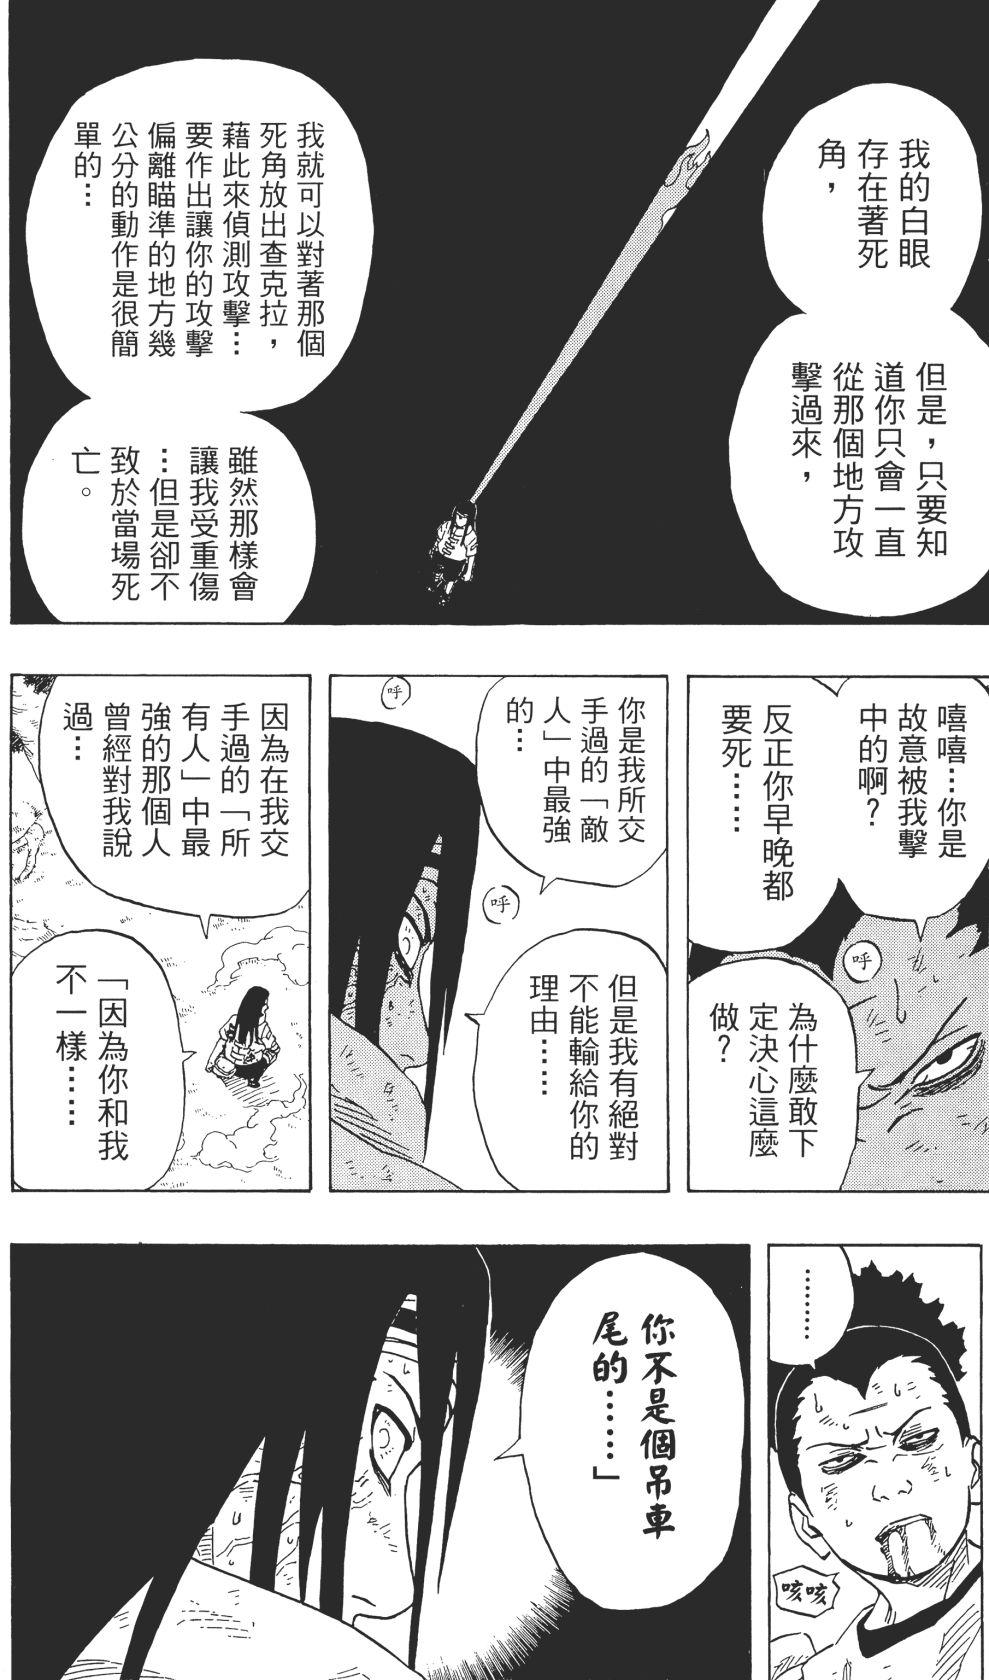 我的白眼
存在著死
角，
但是，只要知
道你只會一直
從那個地方攻
擊過來，
我就可以對著那個
死角放出查克拉，
藉此來偵測攻擊…
要作出讓你的攻擊
偏離瞄準的地方幾
公分的動作是很簡
單的…
雖然那樣會
讓我受重傷
…但是卻不
致於當場死
亡。
嘻嘻…你是
故意被我擊
中的啊？
反正你早晚都
要死……
呼
為什麼敢下
定決心這麼
做？
呼
你是我所交
手過的「敵
人」中最強
的…
呼
但是我有絕對
不能輸給你的
理由……
因為在我交
手過的「所
有人」中最
強的那個人
曾經對我說
過…
「因為你和我
不一樣……
………
咳咳
你不是個吊車
尾的……」